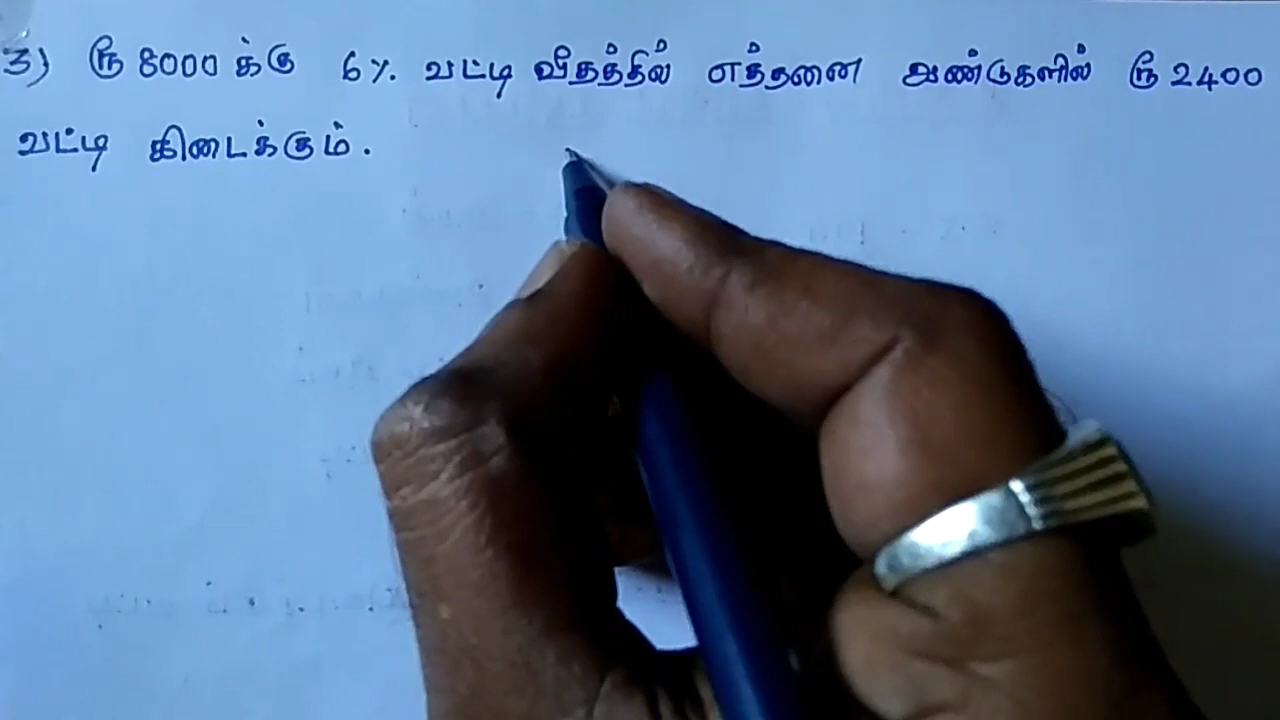 3) ரூ 8000 க்கு 6%. வட்டி வீதத்தில் எத்தனை ஆண்டுகளில் ரூ 2400
வட்டி கிடைக்கும்.